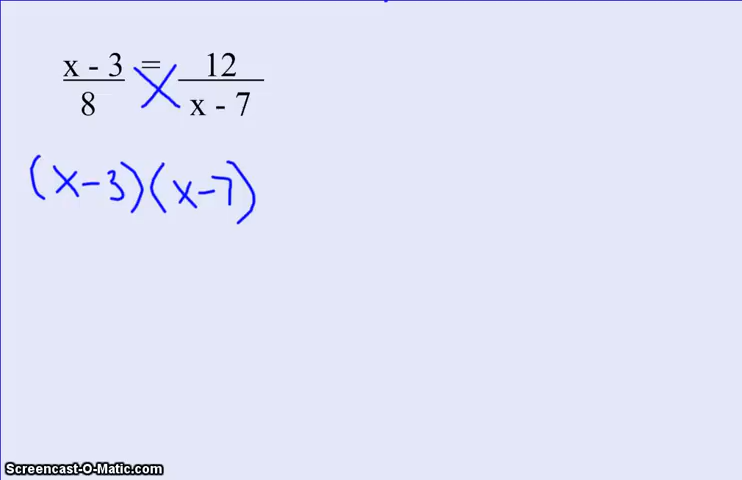 x - 3 = 12
8 x - 7
(x-3)(x-7)
Screencast-O-Matic.com